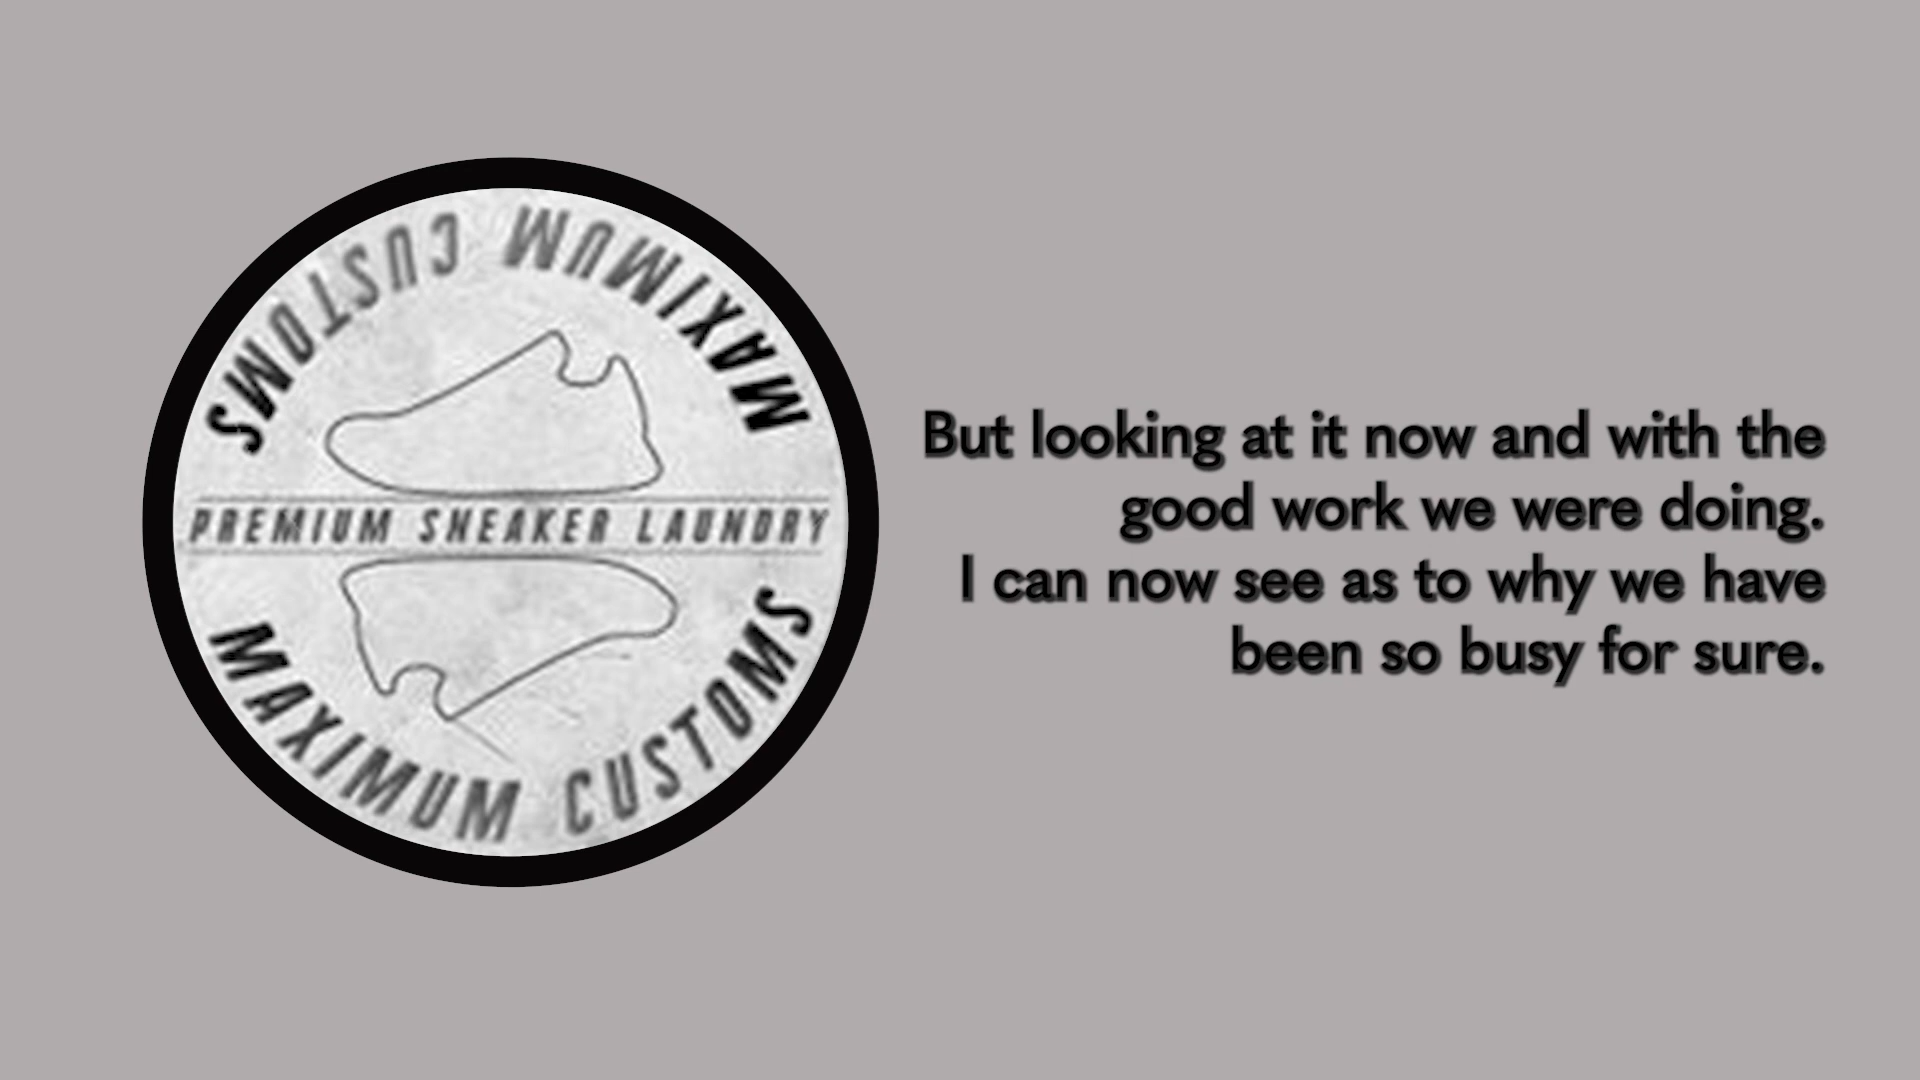 MAXIMUM CUSTOMS
PREMIUM SNEAKER LAUNDRY
MAXIMUM CUSTOMS
But looking at it now and with the
good work we were doing.
I can now see as to why we have
been so busy for sure.